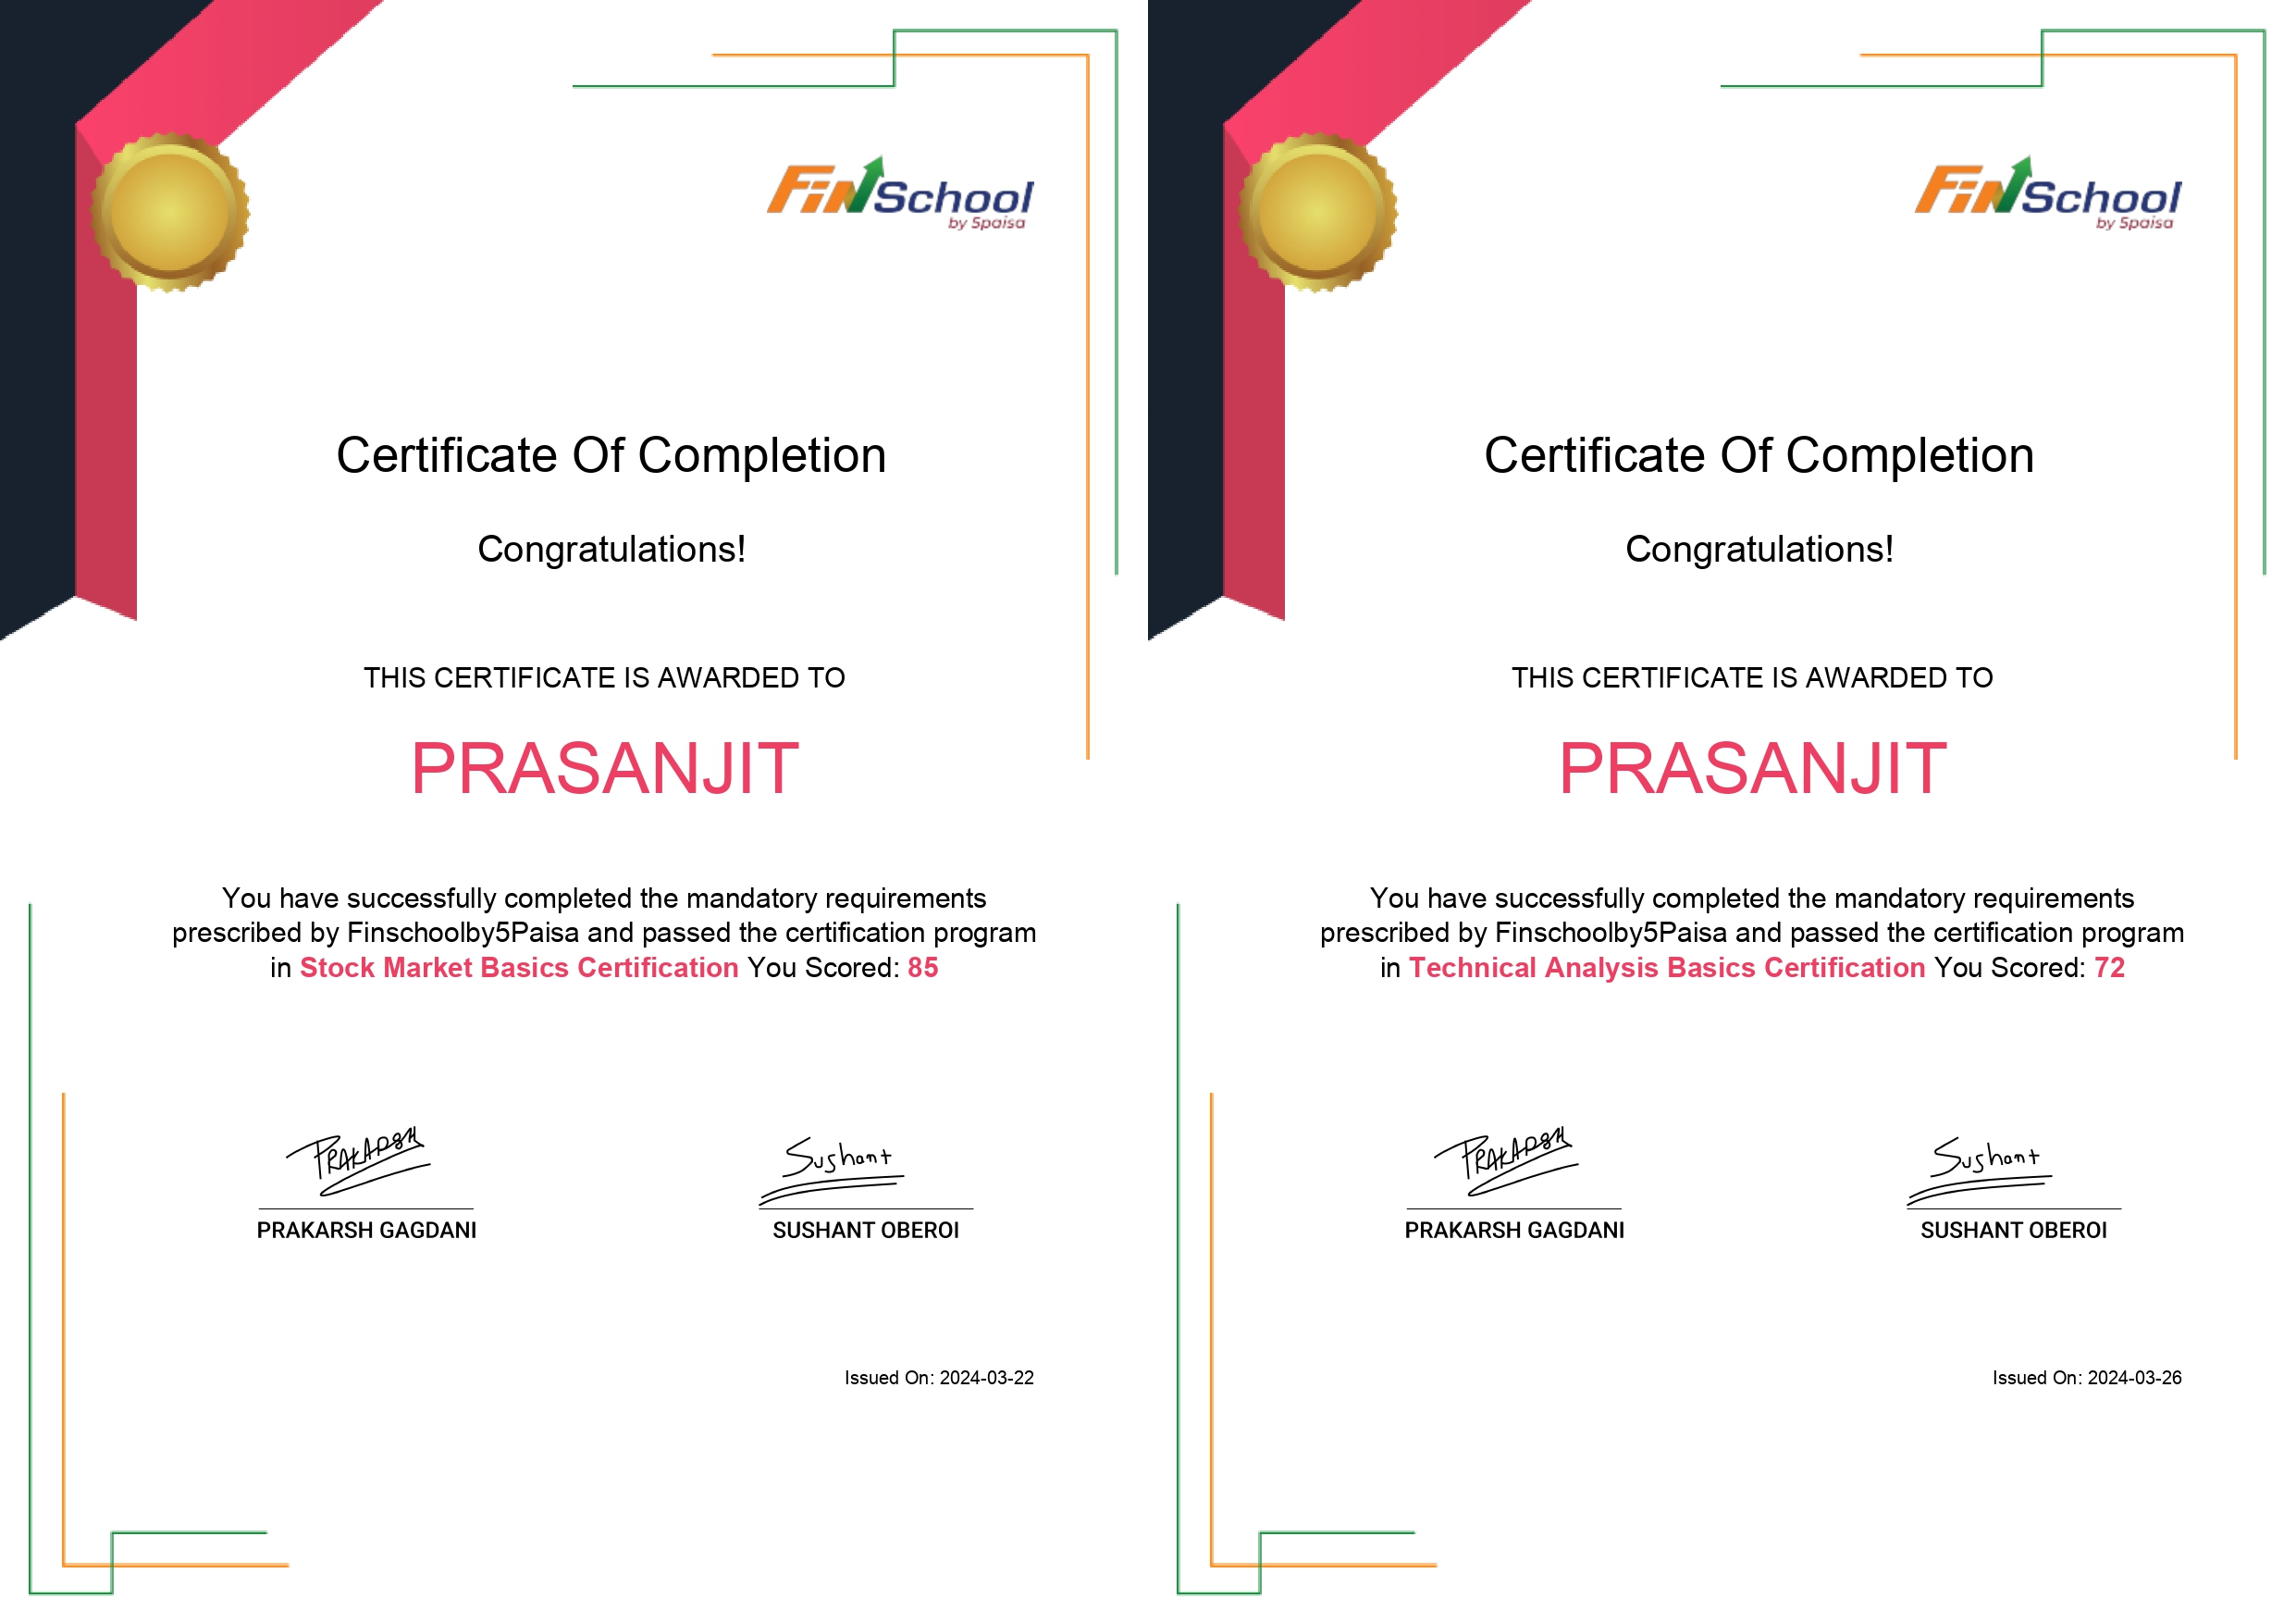 FinSchool
by 5paisa
Certificate Of Completion
Congratulations!
THIS CERTIFICATE IS AWARDED TO
PRASANJIT
You have successfully completed the mandatory requirements
prescribed by Finschoolby5Paisa and passed the certification program
in Stock Market Basics Certification You Scored: 85
PRAKARSH
Sushant
PRAKARSH GAGDANI
SUSHANT OBEROI
Issued On: 2024-03-22
FinSchool
by 5paisa
Certificate Of Completion
Congratulations!
THIS CERTIFICATE IS AWARDED TO
PRASANJIT
You have successfully completed the mandatory requirements
prescribed by Finschoolby5Paisa and passed the certification program
in Technical Analysis Basics Certification You Scored: 72
PRAKARSH
Sushant
PRAKARSH GAGDANI
SUSHANT OBEROI
Issued On: 2024-03-26